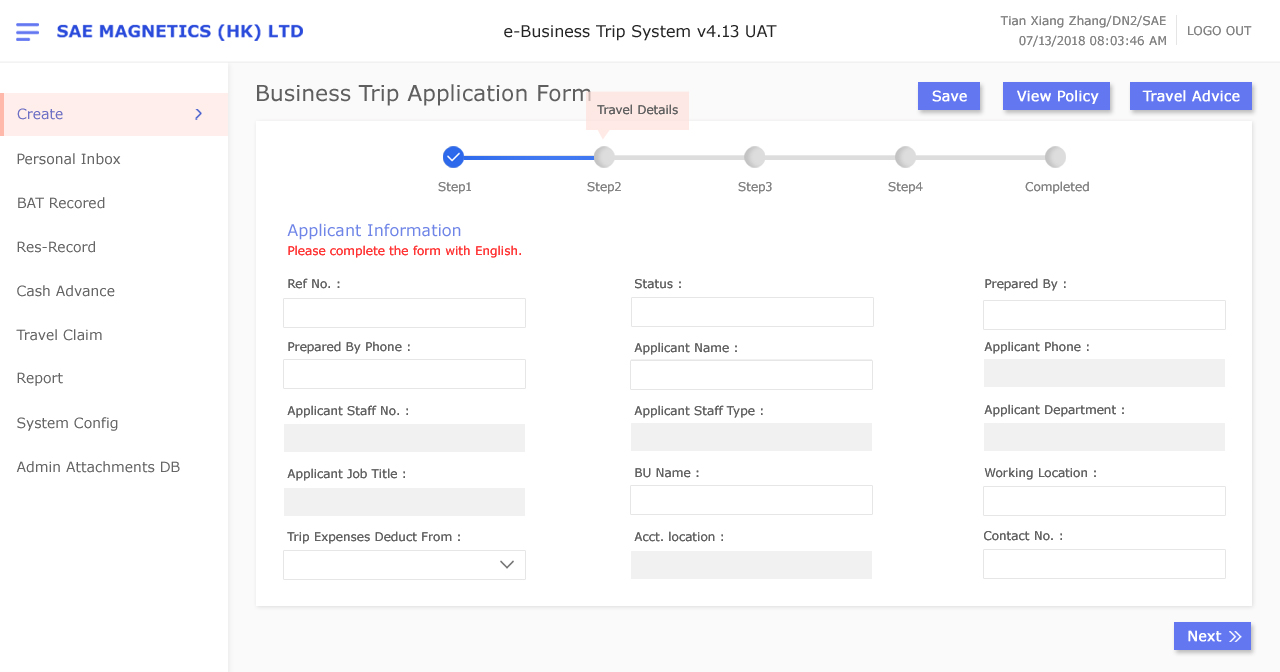 SAE MAGNETICS (HK) LTD
e-Business Trip System v4.13 UAT
Tian Xiang Zhang/DN2/SAE
07/13/2018 08:03:46 AM
LOGO OUT
Create
Personal Inbox
BAT Recored
Res-Record
Cash Advance
Travel Claim
Report
System Config
Admin Attachments DB
Business Trip Application Form
Travel Details
Save
View Policy
Travel Advice
Step1
Step2
Step3
Step4
Completed
Applicant Information
Please complete the form with English.
Ref No. :
Status :
Prepared By :
Prepared By Phone :
Applicant Name :
Applicant Phone :
Applicant Staff No. :
Applicant Staff Type :
Applicant Department :
Applicant Job Title :
BU Name :
Working Location :
Trip Expenses Deduct From :
Acct. location :
Contact No. :
Next